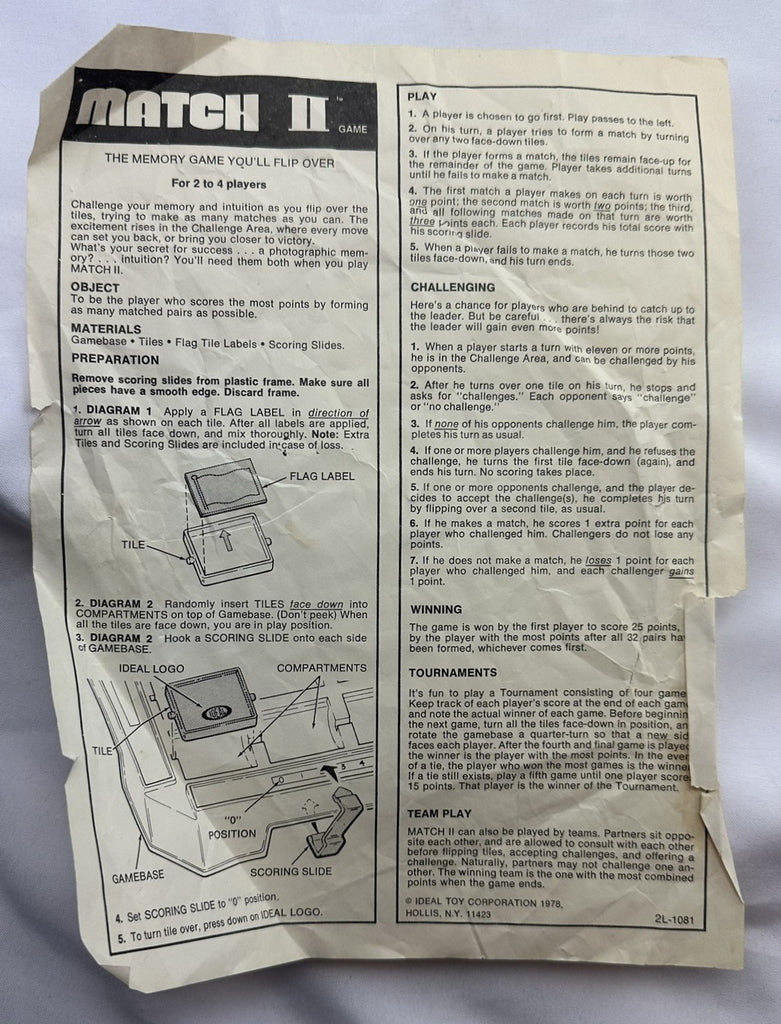 MATCH II™ GAME
THE MEMORY GAME YOU'LL FLIP OVER
For 2 to 4 players
Challenge your memory and intuition as you flip over the
tiles, trying to make as many matches as you can. The
excitement rises in the Challenge Area, where every move
can set you back, or bring you closer to victory.
What's your secret for success . . . a photographic mem-
ory? . . . intuition? You'll need them both when you play
MATCH II.
OBJECT
To be the player who scores the most points by forming
as many matched pairs as possible.
MATERIALS
Gamebase • Tiles • Flag Tile Labels • Scoring Slides.
PREPARATION
Remove scoring slides from plastic frame. Make sure all
pieces have a smooth edge. Discard frame.
1. DIAGRAM 1 Apply a FLAG LABEL in direction of
arrow as shown on each tile. After all labels are applied,
turn all tiles face down, and mix thoroughly. Note: Extra
Tiles and Scoring Slides are included in case of loss.
FLAG LABEL
TILE
2. DIAGRAM 2 Randomly insert TILES face down into
COMPARTMENTS on top of Gamebase. (Don't peek) When
all the tiles are face down, you are in play position.
3. DIAGRAM 2 Hook a SCORING SLIDE onto each side
of GAMEBASE.
IDEAL LOGO
COMPARTMENTS
TILE
3 4
"0"
POSITION
GAMEBASE
SCORING SLIDE
4. Set SCORING SLIDE to "0" position.
5. To turn tile over, press down on IDEAL LOGO.
PLAY
1. A player is chosen to go first. Play passes to the left.
2. On his turn, a player tries to form a match by turning
over any two face-down tiles.
3. If the player forms a match, the tiles remain face-up for
the remainder of the game. Player takes additional turns
until he fails to make a match.
4. The first match a player makes on each turn is worth
one point; the second match is worth two points; the third,
and all following matches made on that turn are worth
three points each. Each player records his total score with
his scoring slide.
5. When a player fails to make a match, he turns those two
tiles face-down, and his turn ends.
CHALLENGING
Here's a chance for players who are behind to catch up to
the leader. But be careful . . . there's always the risk that
the leader will gain even more points!
1. When a player starts a turn with eleven or more points,
he is in the Challenge Area, and can be challenged by his
opponents.
2. After he turns over one tile on his turn, he stops and
asks for "challenges." Each opponent says "challenge"
or "no challenge."
3. If none of his opponents challenge him, the player com-
pletes his turn as usual.
4. If one or more players challenge him, and he refuses the
challenge, he turns the first tile face-down (again), and
ends his turn. No scoring takes place.
5. If one or more opponents challenge, and the player de-
cides to accept the challenge(s), he completes his turn
by flipping over a second tile, as usual.
6. If he makes a match, he scores 1 extra point for each
player who challenged him. Challengers do not lose any
points.
7. If he does not make a match, he loses 1 point for each
player who challenged him, and each challenger gains
1 point.
WINNING
The game is won by the first player to score 25 points,
by the player with the most points after all 32 pairs ha
been formed, whichever comes first.
TOURNAMENTS
It's fun to play a Tournament consisting of four game
Keep track of each player's score at the end of each gam
and note the actual winner of each game. Before beginnin
the next game, turn all the tiles face-down in position, an
rotate the gamebase a quarter-turn so that a new sid
faces each player. After the fourth and final game is playe
the winner is the player with the most points. In the eve
of a tie, the player who won the most games is the winne
If a tie still exists, play a fifth game until one player score
15 points. That player is the winner of the Tournament.
TEAM PLAY
MATCH II can also be played by teams. Partners sit oppo-
site each other, and are allowed to consult with each other
before flipping tiles, accepting challenges, and offering a
challenge. Naturally, partners may not challenge one an-
other. The winning team is the one with the most combined
points when the game ends.
© IDEAL TOY CORPORATION 1978,
HOLLIS, N.Y. 11423
2L-1081